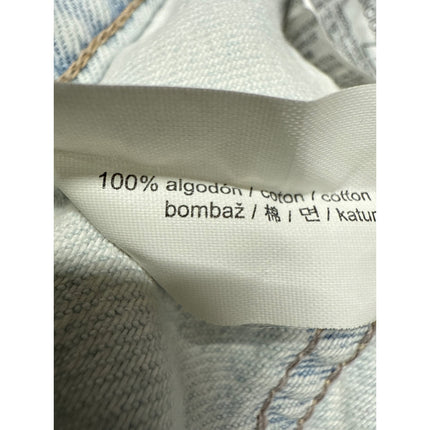 100% algodón / coton / cotton
bombaž / 棉 / 면 / katun